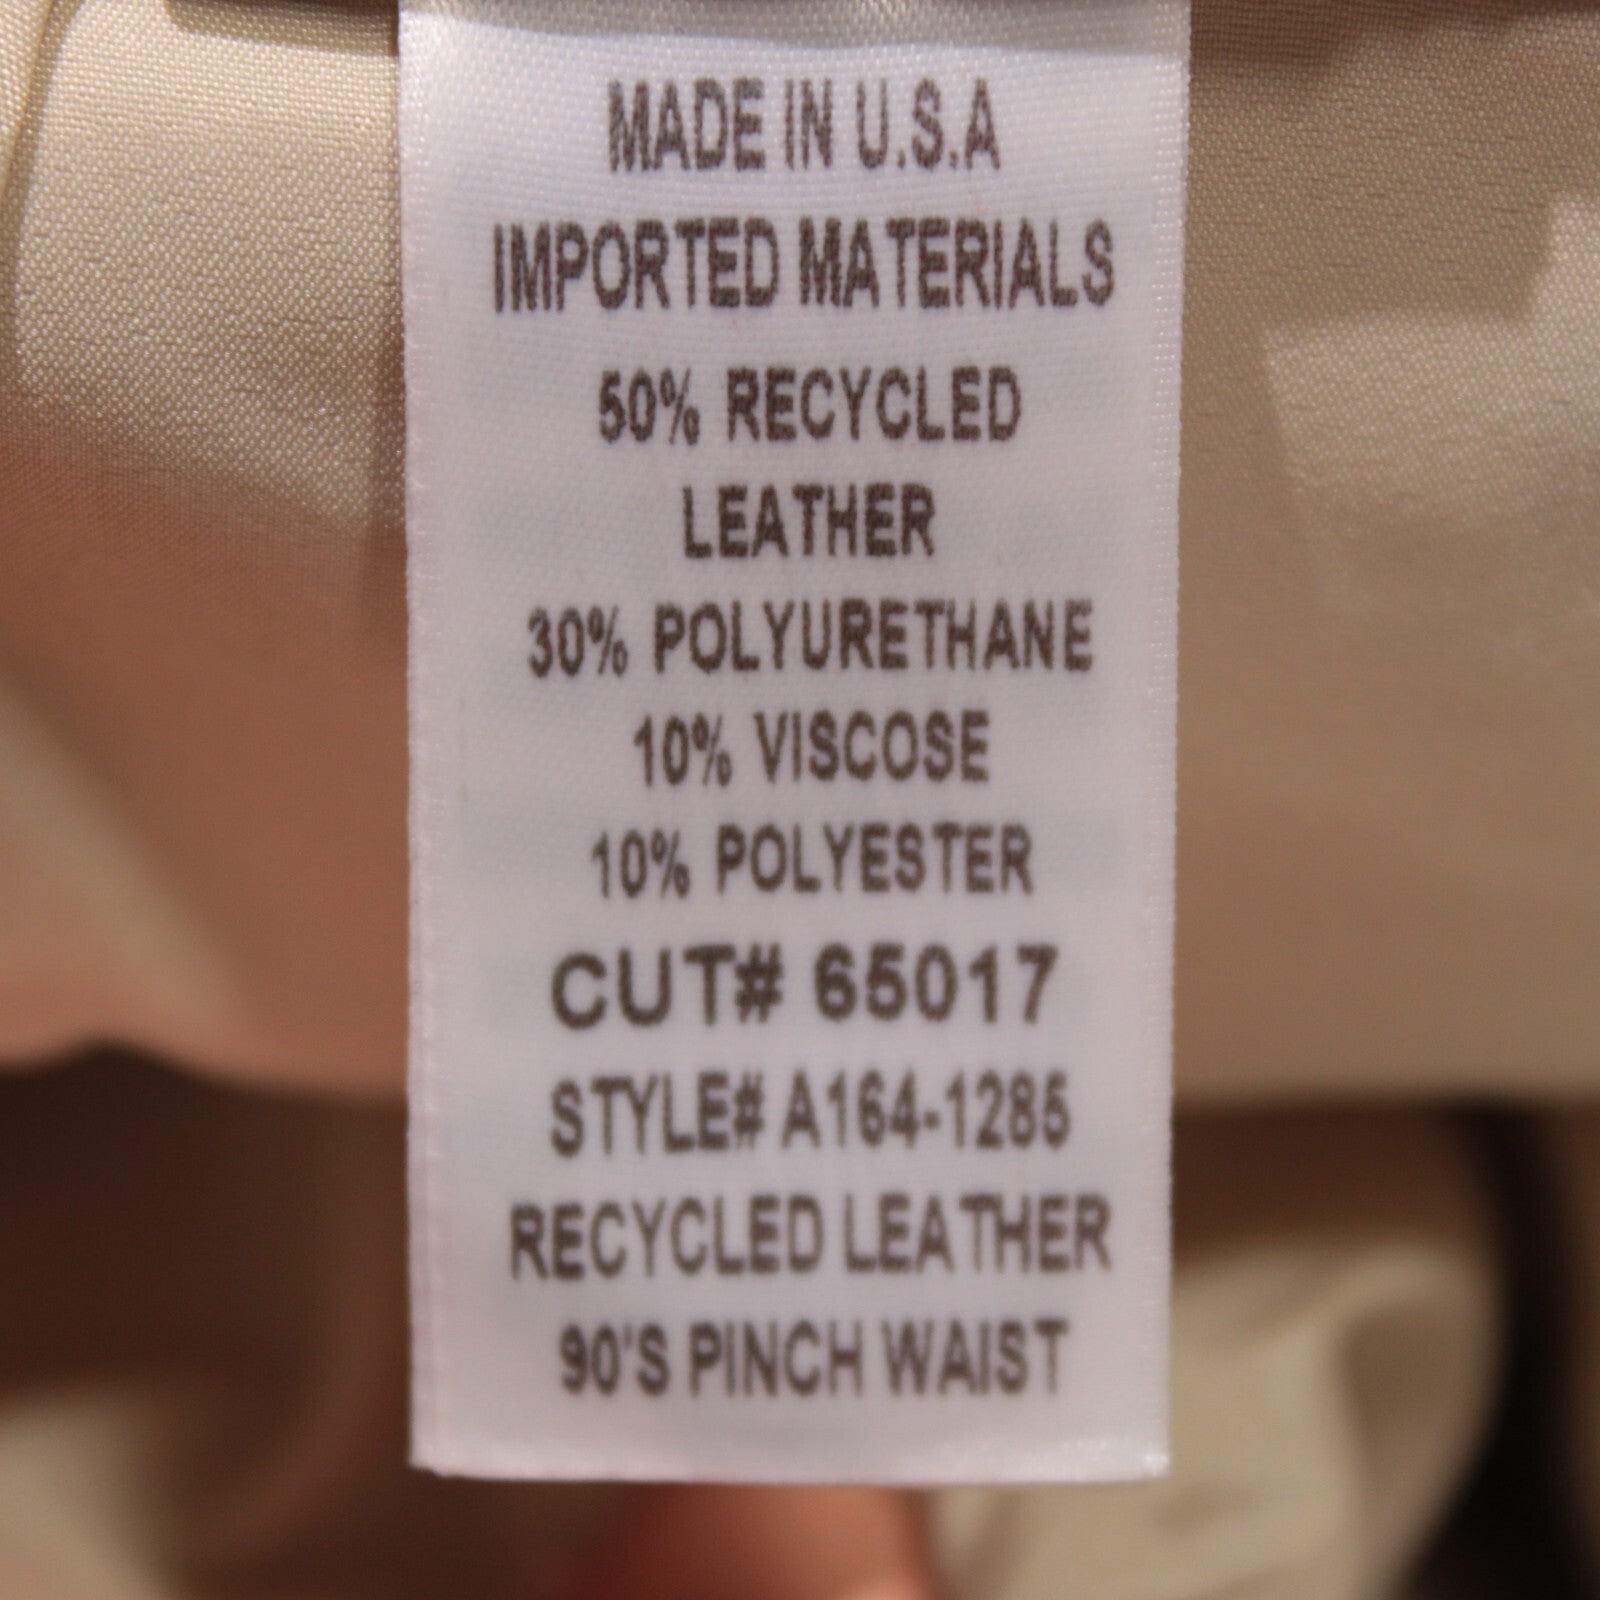 MADE IN U.S.A
IMPORTED MATERIALS
50% RECYCLED
LEATHER
30% POLYURETHANE
10% VISCOSE
10% POLYESTER
CUT# 65017
STYLE# A164-1285
RECYCLED LEATHER
90'S PINCH WAIST